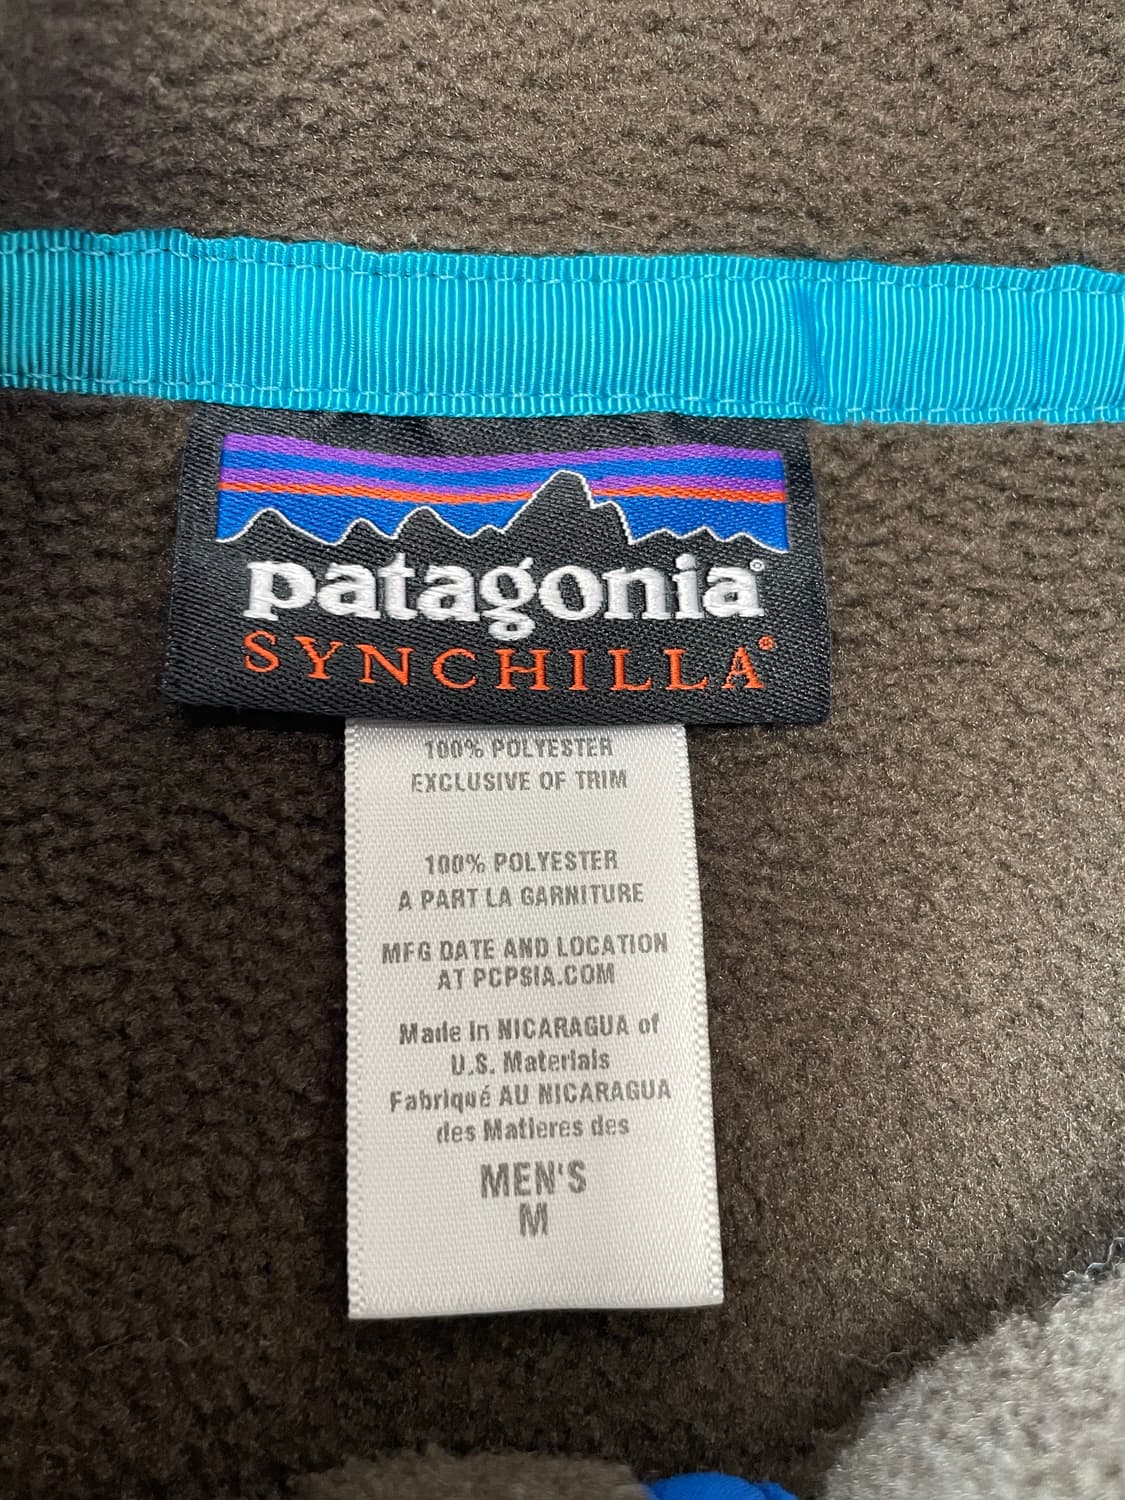 patagonia®
SYNCHILLA®
100% POLYESTER
EXCLUSIVE OF TRIM
100% POLYESTER
A PART LA GARNITURE
MFG DATE AND LOCATION
AT PCPSIA.COM
Made in NICARAGUA of
U.S. Materials
Fabriqué AU NICARAGUA
des Matieres des
MEN'S
M